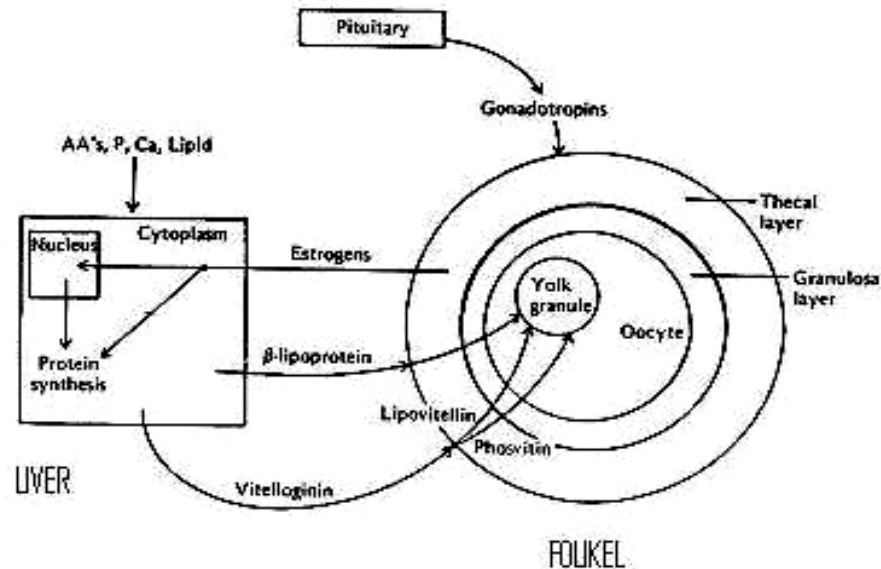 Pituitary
Gonadotropins
AA's, P, Ca, Lipid
Thecal
layer
Nucleus
Cytoplasm
Estrogens
Yolk
granule
Granulosa
layer
Oocyte
β-lipoprotein
Protein
synthesis
Lipovitellin
Phosvitin
LIVER
Vitelloginin
FOLIKEL